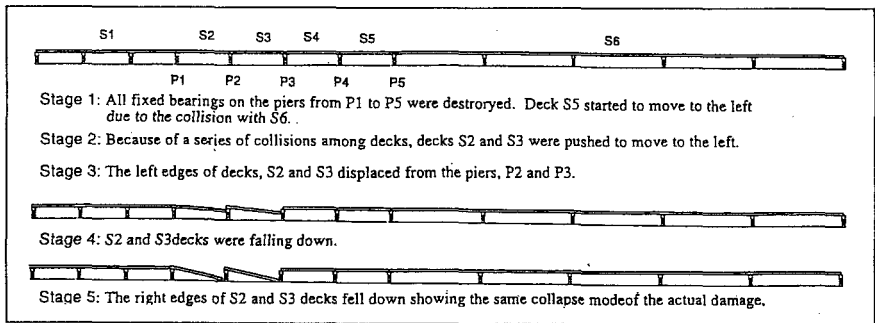 S1 S2 S3 S4 S5 S6
P1 P2 P3 P4 P5
Stage 1: All fixed bearings on the piers from P1 to P5 were destroryed. Deck S5 started to move to the left
due to the collision with S6. .
Stage 2: Because of a series of collisions among decks, decks S2 and S3 were pushed to move to the left.
Stage 3: The left edges of decks, S2 and S3 displaced from the piers, P2 and P3.
Stage 4: S2 and S3decks were falling down.
Stage 5: The right edges of S2 and S3 decks fell down showing the same collapse modeof the actual damage.